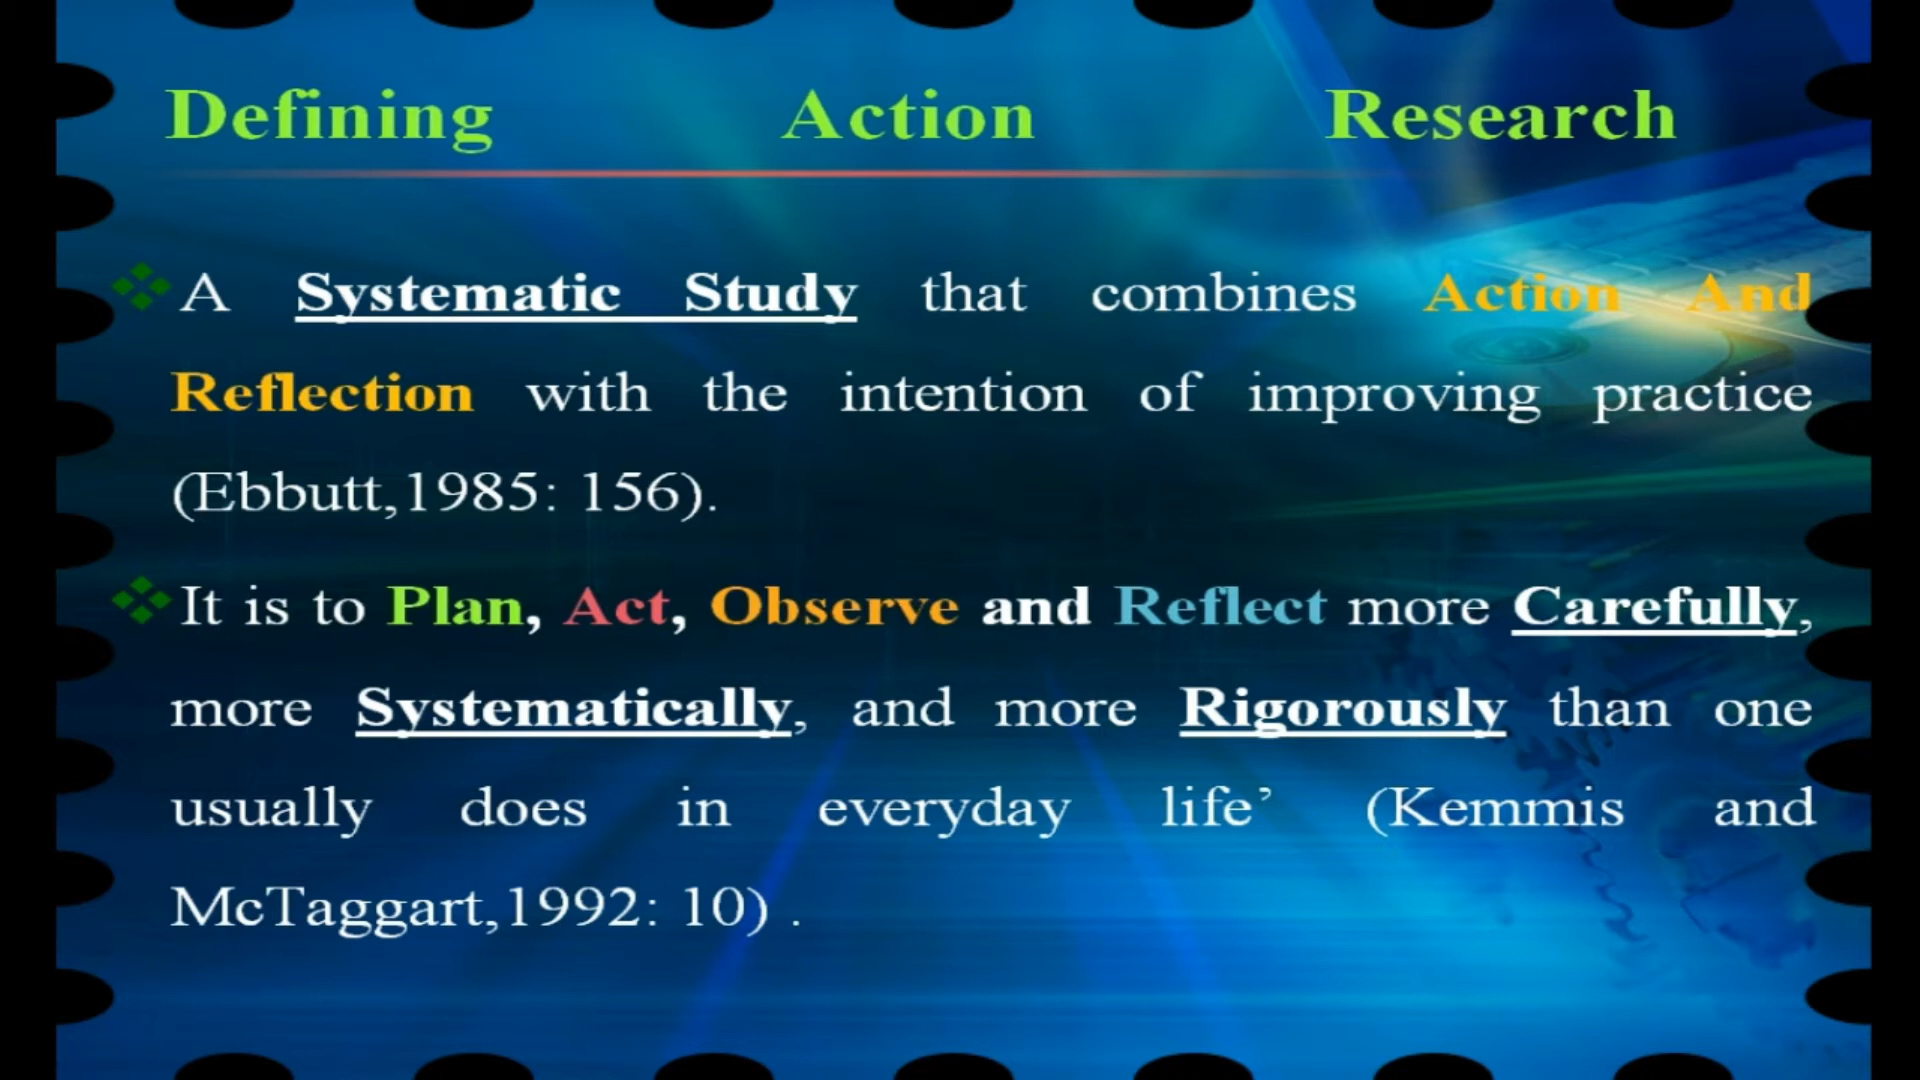 Defining Action Research
A Systematic Study that combines Action And
Reflection with the intention of improving practice
(Ebbutt,1985: 156).
It is to Plan, Act, Observe and Reflect more Carefully,
more Systematically, and more Rigorously than one
usually does in everyday life’ (Kemmis and
McTaggart,1992: 10) .